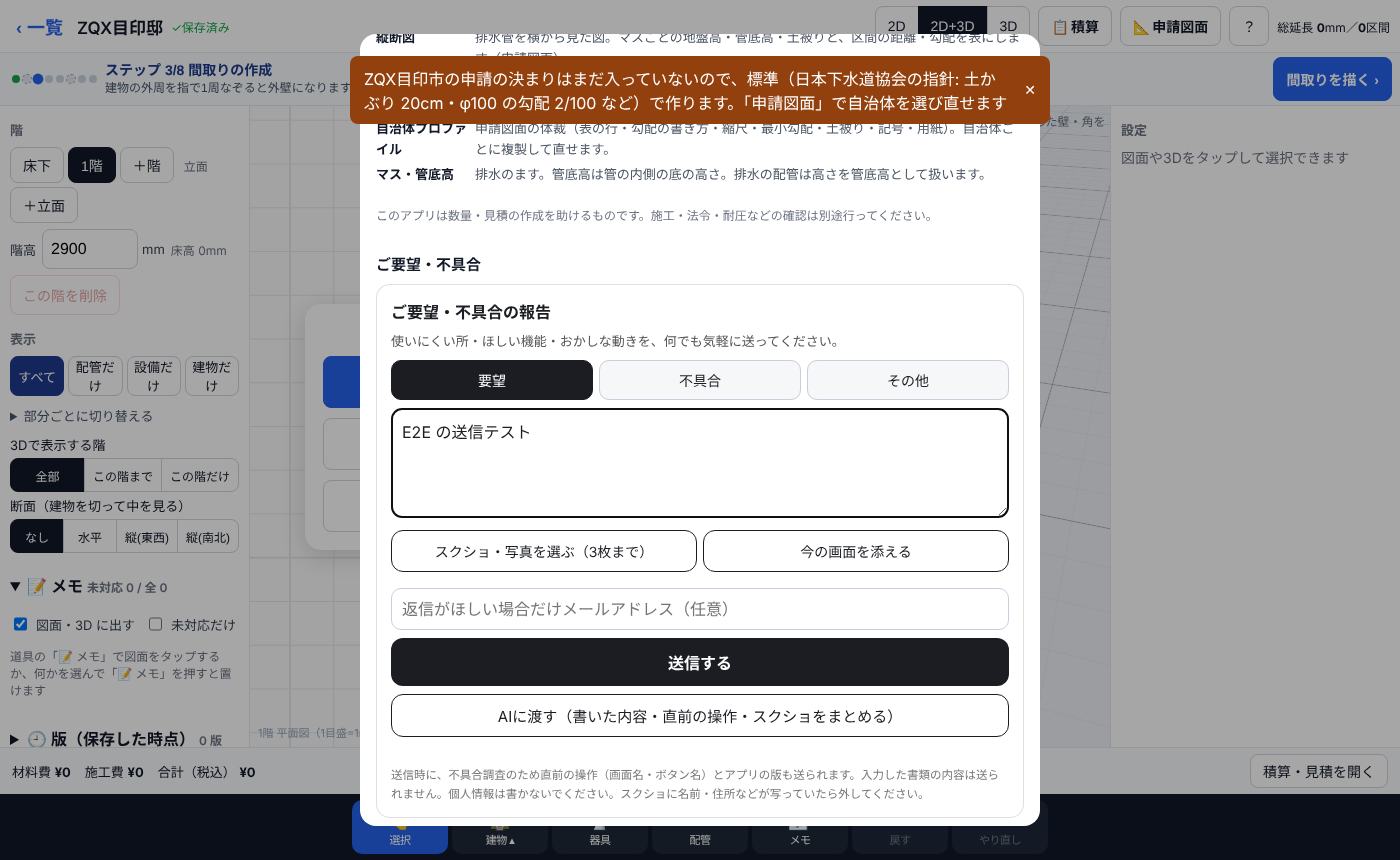 ‹ 一覧 ZQX目印邸 ✓保存済み
2D 2D+3D 3D 📋積算 📐申請図面 ? 総延長 0mm／0区間
ステップ 3/8 間取りの作成
建物の外周を指で1周なぞると外壁になります
間取りを描く ›
縦断図 排水管を横から見た図。マスごとの地盤高・管底高・土被りと、区間の距離・勾配を表にしま
ZQX目印市の申請の決まりはまだ入っていないので、標準（日本下水道協会の指針: 土か
ぶり 20cm・φ100 の勾配 2/100 など）で作ります。「申請図面」で自治体を選び直せます
×
自治体プロファイル 申請図面の体裁（表の行・勾配の書き方・縮尺・最小勾配・土被り・記号・用紙）。自治体ご
とに複製して直せます。
マス・管底高 排水のます。管底高は管の内側の底の高さ。排水の配管は高さを管底高として扱います。
このアプリは数量・見積の作成を助けるものです。施工・法令・耐圧などの確認は別途行ってください。
ご要望・不具合
ご要望・不具合の報告
使いにくい所・ほしい機能・おかしな動きを、何でも気軽に送ってください。
要望 不具合 その他
E2E の送信テスト
スクショ・写真を選ぶ（3枚まで） 今の画面を添える
返信がほしい場合だけメールアドレス（任意）
送信する
AIに渡す（書いた内容・直前の操作・スクショをまとめる）
送信時に、不具合調査のため直前の操作（画面名・ボタン名）とアプリの版も送られます。入力した書類の内容は送ら
れません。個人情報は書かないでください。スクショに名前・住所などが写っていたら外してください。
階
床下 1階 ＋階 立面
＋立面
階高 2900 mm 床高 0mm
この階を削除
表示
すべて 配管だけ 設備だけ 建物だけ
▶ 部分ごとに切り替える
3Dで表示する階
全部 この階まで この階だけ
断面（建物を切って中を見る）
なし 水平 縦(東西) 縦(南北)
▼ 📝 メモ 未対応 0 / 全 0
図面・3D に出す 未対応だけ
道具の「📝 メモ」で図面をタップする
か、何かを選んで「📝 メモ」を押すと置
けます
▶ 🕘 版（保存した時点） 0 版
1階 平面図（1目盛=1
た壁・角を
設定
図面や3Dをタップして選択できます
材料費 ¥0 施工費 ¥0 合計（税込） ¥0
積算・見積を開く
選択 建物▴ 器具 配管 メモ 戻す やり直し